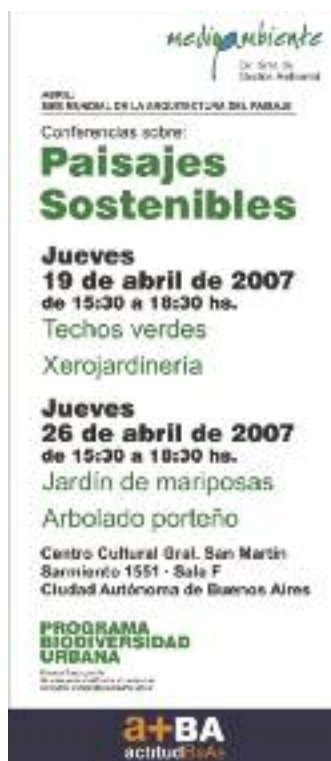 medioambiente
Gestión Ambiental
ABRIL:
MES MUNDIAL DE LA ARQUITECTURA DEL PAISAJE
Conferencias sobre:
Paisajes
Sostenibles
Jueves
19 de abril de 2007
de 15:30 a 18:30 hs.
Techos verdes
Xerojardineria
Jueves
26 de abril de 2007
de 15:30 a 18:30 hs.
Jardín de mariposas
Arbolado porteño
Centro Cultural Gral. San Martín
Sarmiento 1551 - Sala F
Ciudad Autónoma de Buenos Aires
PROGRAMA
BIODIVERSIDAD
URBANA
a+BA
actitudBsAs